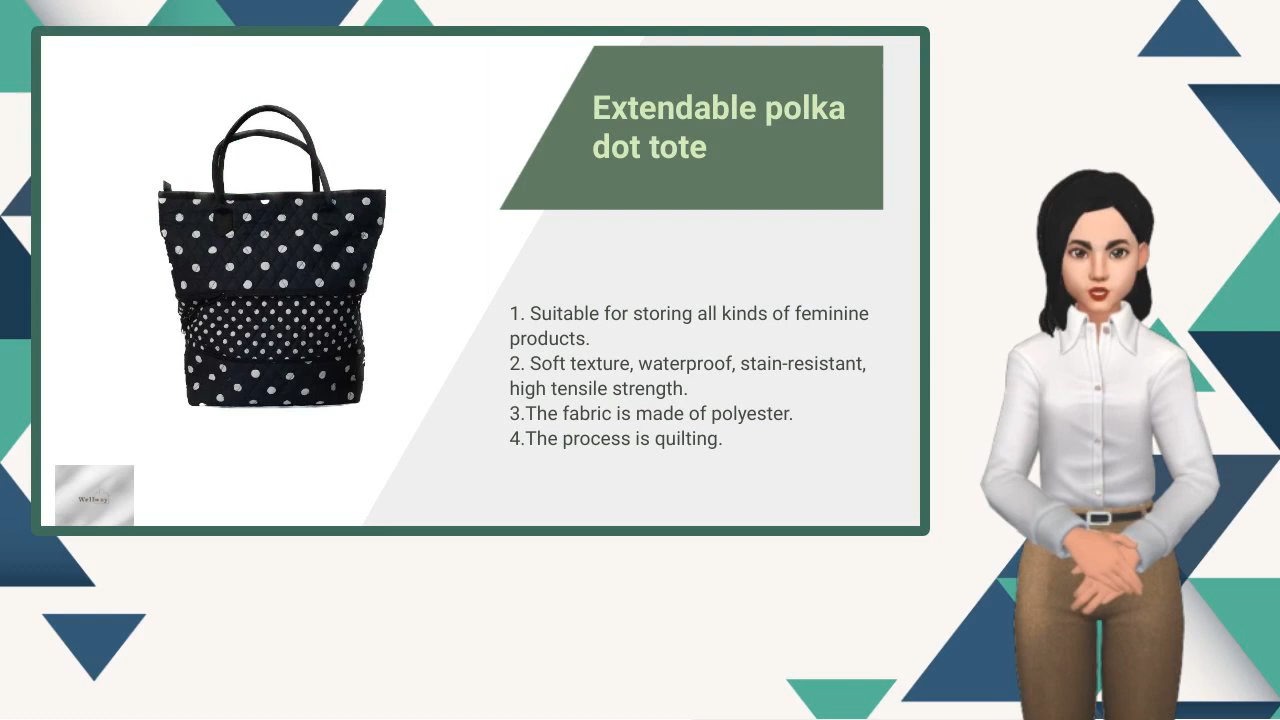 Extendable polka
dot tote
1. Suitable for storing all kinds of feminine
products.
2. Soft texture, waterproof, stain-resistant,
high tensile strength.
3.The fabric is made of polyester.
4.The process is quilting.
Wellway